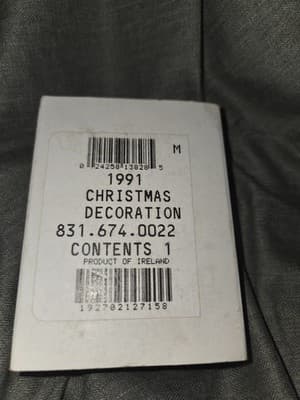 M
0 24258 13828 5
1991
CHRISTMAS
DECORATION
831.674.0022
CONTENTS 1
PRODUCT OF IRELAND
192702127158